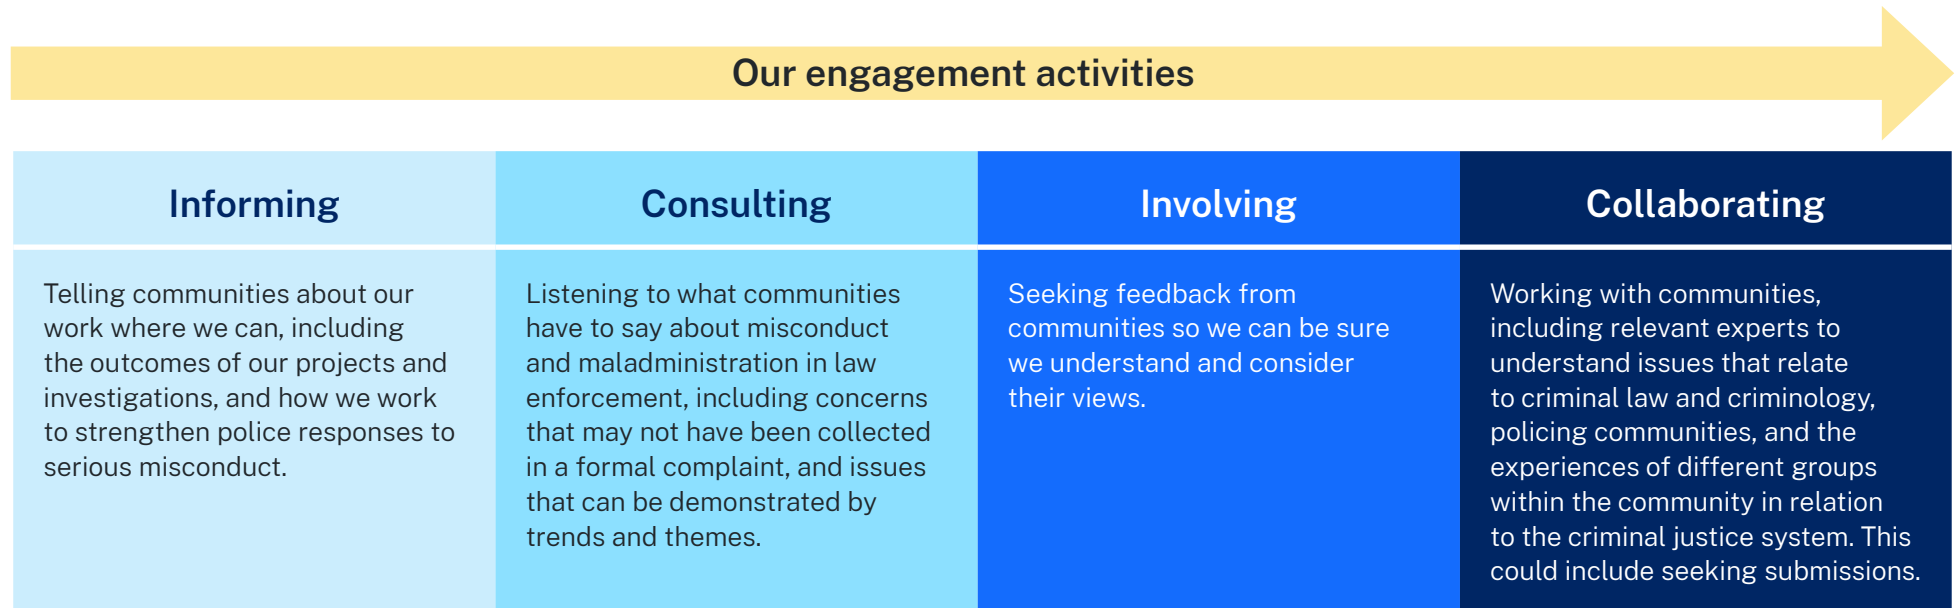 Our engagement activities
Informing
Telling communities about our
work where we can, including
the outcomes of our projects and
investigations, and how we work
to strengthen police responses to
serious misconduct.
Consulting
Listening to what communities
have to say about misconduct
and maladministration in law
enforcement, including concerns
that may not have been collected
in a formal complaint, and issues
that can be demonstrated by
trends and themes.
Involving
Seeking feedback from
communities so we can be sure
we understand and consider
their views.
Collaborating
Working with communities,
including relevant experts to
understand issues that relate
to criminal law and criminology,
policing communities, and the
experiences of different groups
within the community in relation
to the criminal justice system. This
could include seeking submissions.